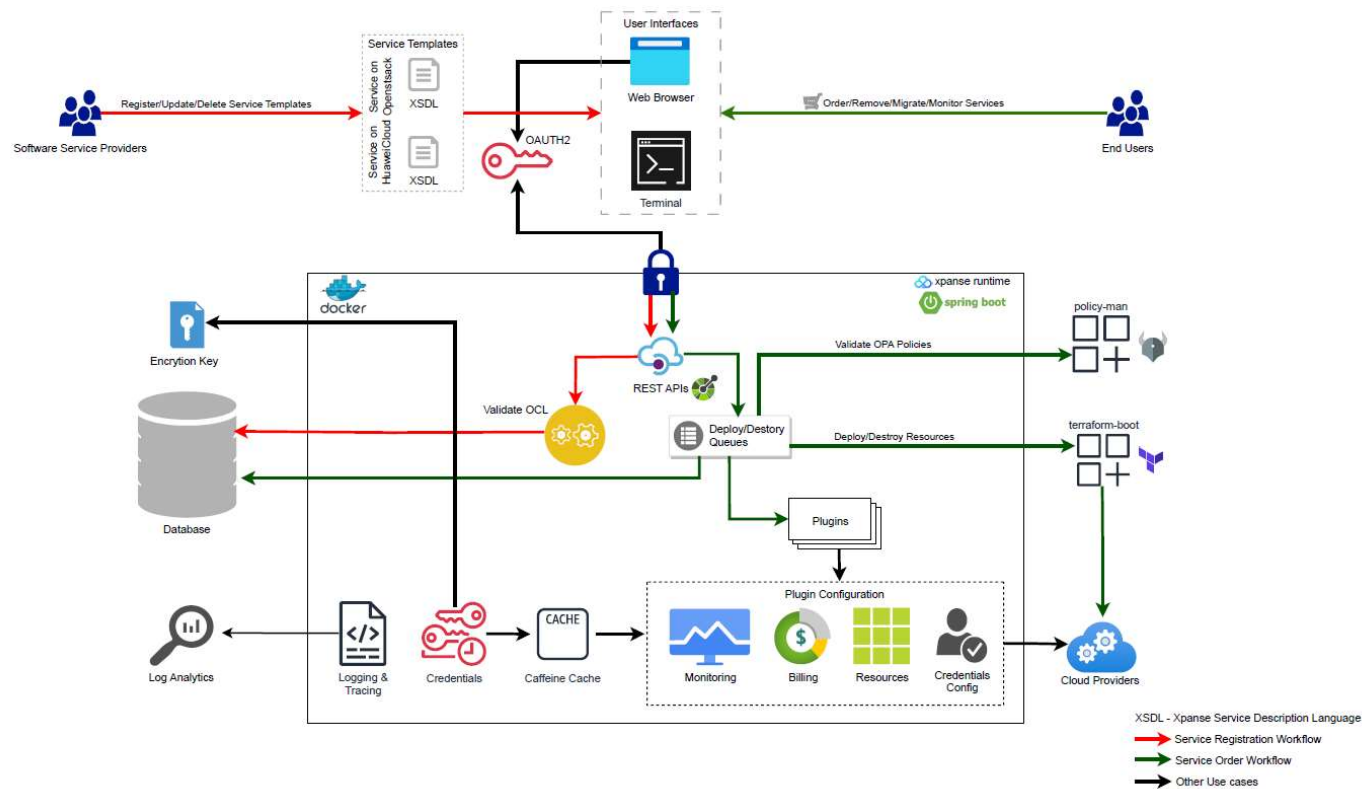 User Interfaces
Service Templates
Service on
Openstsack
XSDL
Web Browser
Register/Update/Delete Service Templates
Order/Remove/Migrate/Monitor Services
Software Service Providers
End Users
Service on
HuaweiCloud
XSDL
OAUTH2
Terminal
docker
xpanse runtime
spring boot
policy-man
Encrytion Key
Validate OPA Policies
REST APIs
Validate OCL
Deploy/Destory
Queues
Deploy/Destroy Resources
terraform-boot
Database
Plugins
Plugin Configuration
CACHE
$
Log Analytics
Logging &
Tracing
Credentials
Caffeine Cache
Monitoring
Billing
Resources
Credentials
Config
Cloud Providers
XSDL - Xpanse Service Description Language
Service Registration Workflow
Service Order Workflow
Other Use cases